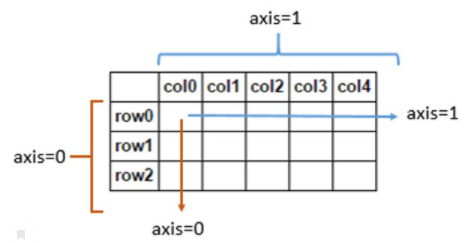 axis=1
col0 col1 col2 col3 col4
row0
axis=1
row1
axis=0
row2
axis=0